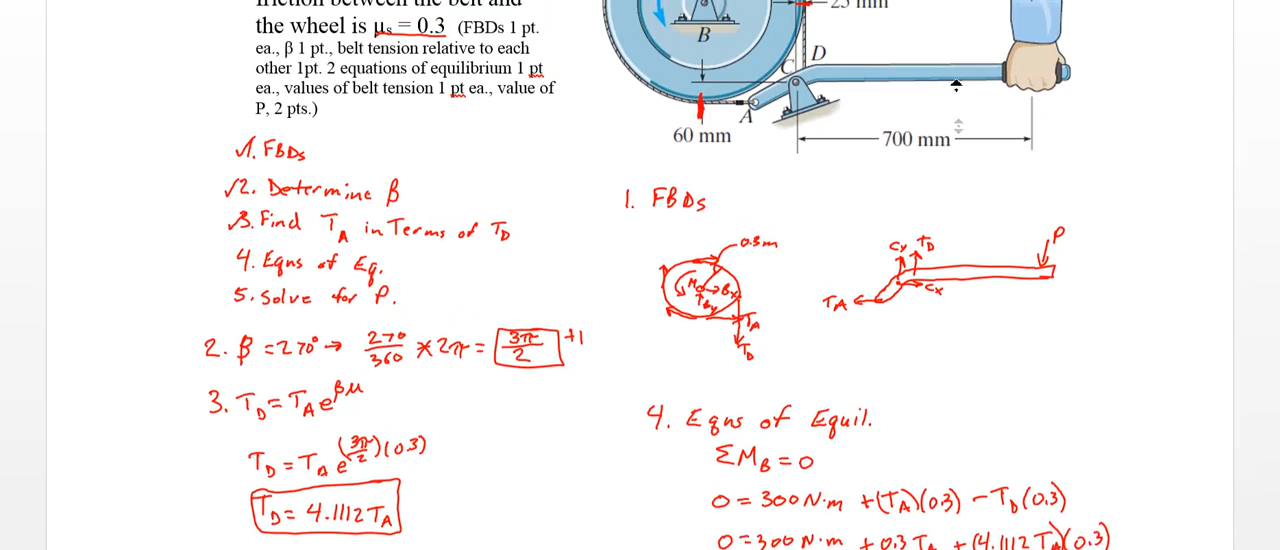 friction between the belt and
the wheel is μs = 0.3 (FBDs 1 pt.
ea., β 1 pt., belt tension relative to each
other 1pt. 2 equations of equilibrium 1 pt
ea., values of belt tension 1 pt ea., value of
P, 2 pts.)
25 mm
B
C
D
A
60 mm
700 mm
√1. FBDs
√2. Determine β
√3. Find TA in Terms of TD
4. Eqns of Eq.
5. Solve for P.
2. β = 270° → 270/360 * 2π = 3π/2 +1
3. TD = TA e^βμ
TD = TA e^(3π/2)(0.3)
TD = 4.1112 TA
1. FBDs
0.3m
Bx
By
TA
TD
Cy TD
P
TA
Cx
4. Eqns of Equil.
ΣMB = 0
0 = 300 N·m + (TA)(0.3) - TD(0.3)
0 = 300 N·m + 0.3 TA + (4.1112 TA)(0.3)